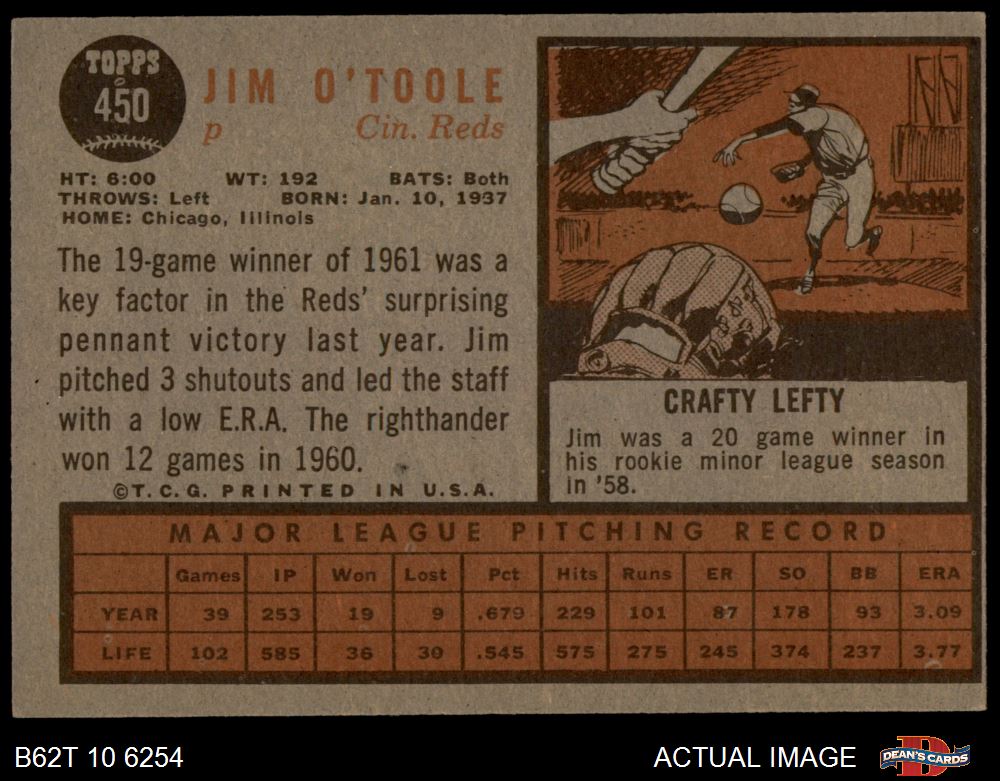 TOPPS
450
JIM O'TOOLE
p Cin. Reds
HT: 6:00 WT: 192 BATS: Both
THROWS: Left BORN: Jan. 10, 1937
HOME: Chicago, Illinois
The 19-game winner of 1961 was a
key factor in the Reds' surprising
pennant victory last year. Jim
pitched 3 shutouts and led the staff
with a low E.R.A. The righthander
won 12 games in 1960.
©T.C.G. PRINTED IN U.S.A.
CRAFTY LEFTY
Jim was a 20 game winner in
his rookie minor league season
in '58.
MAJOR LEAGUE PITCHING RECORD
Games IP Won Lost Pct Hits Runs ER SO BB ERA
YEAR 39 253 19 9 .679 229 101 87 178 93 3.09
LIFE 102 585 36 30 .545 575 275 245 374 237 3.77
B62T 10 6254 ACTUAL IMAGE DEAN'S CARDS